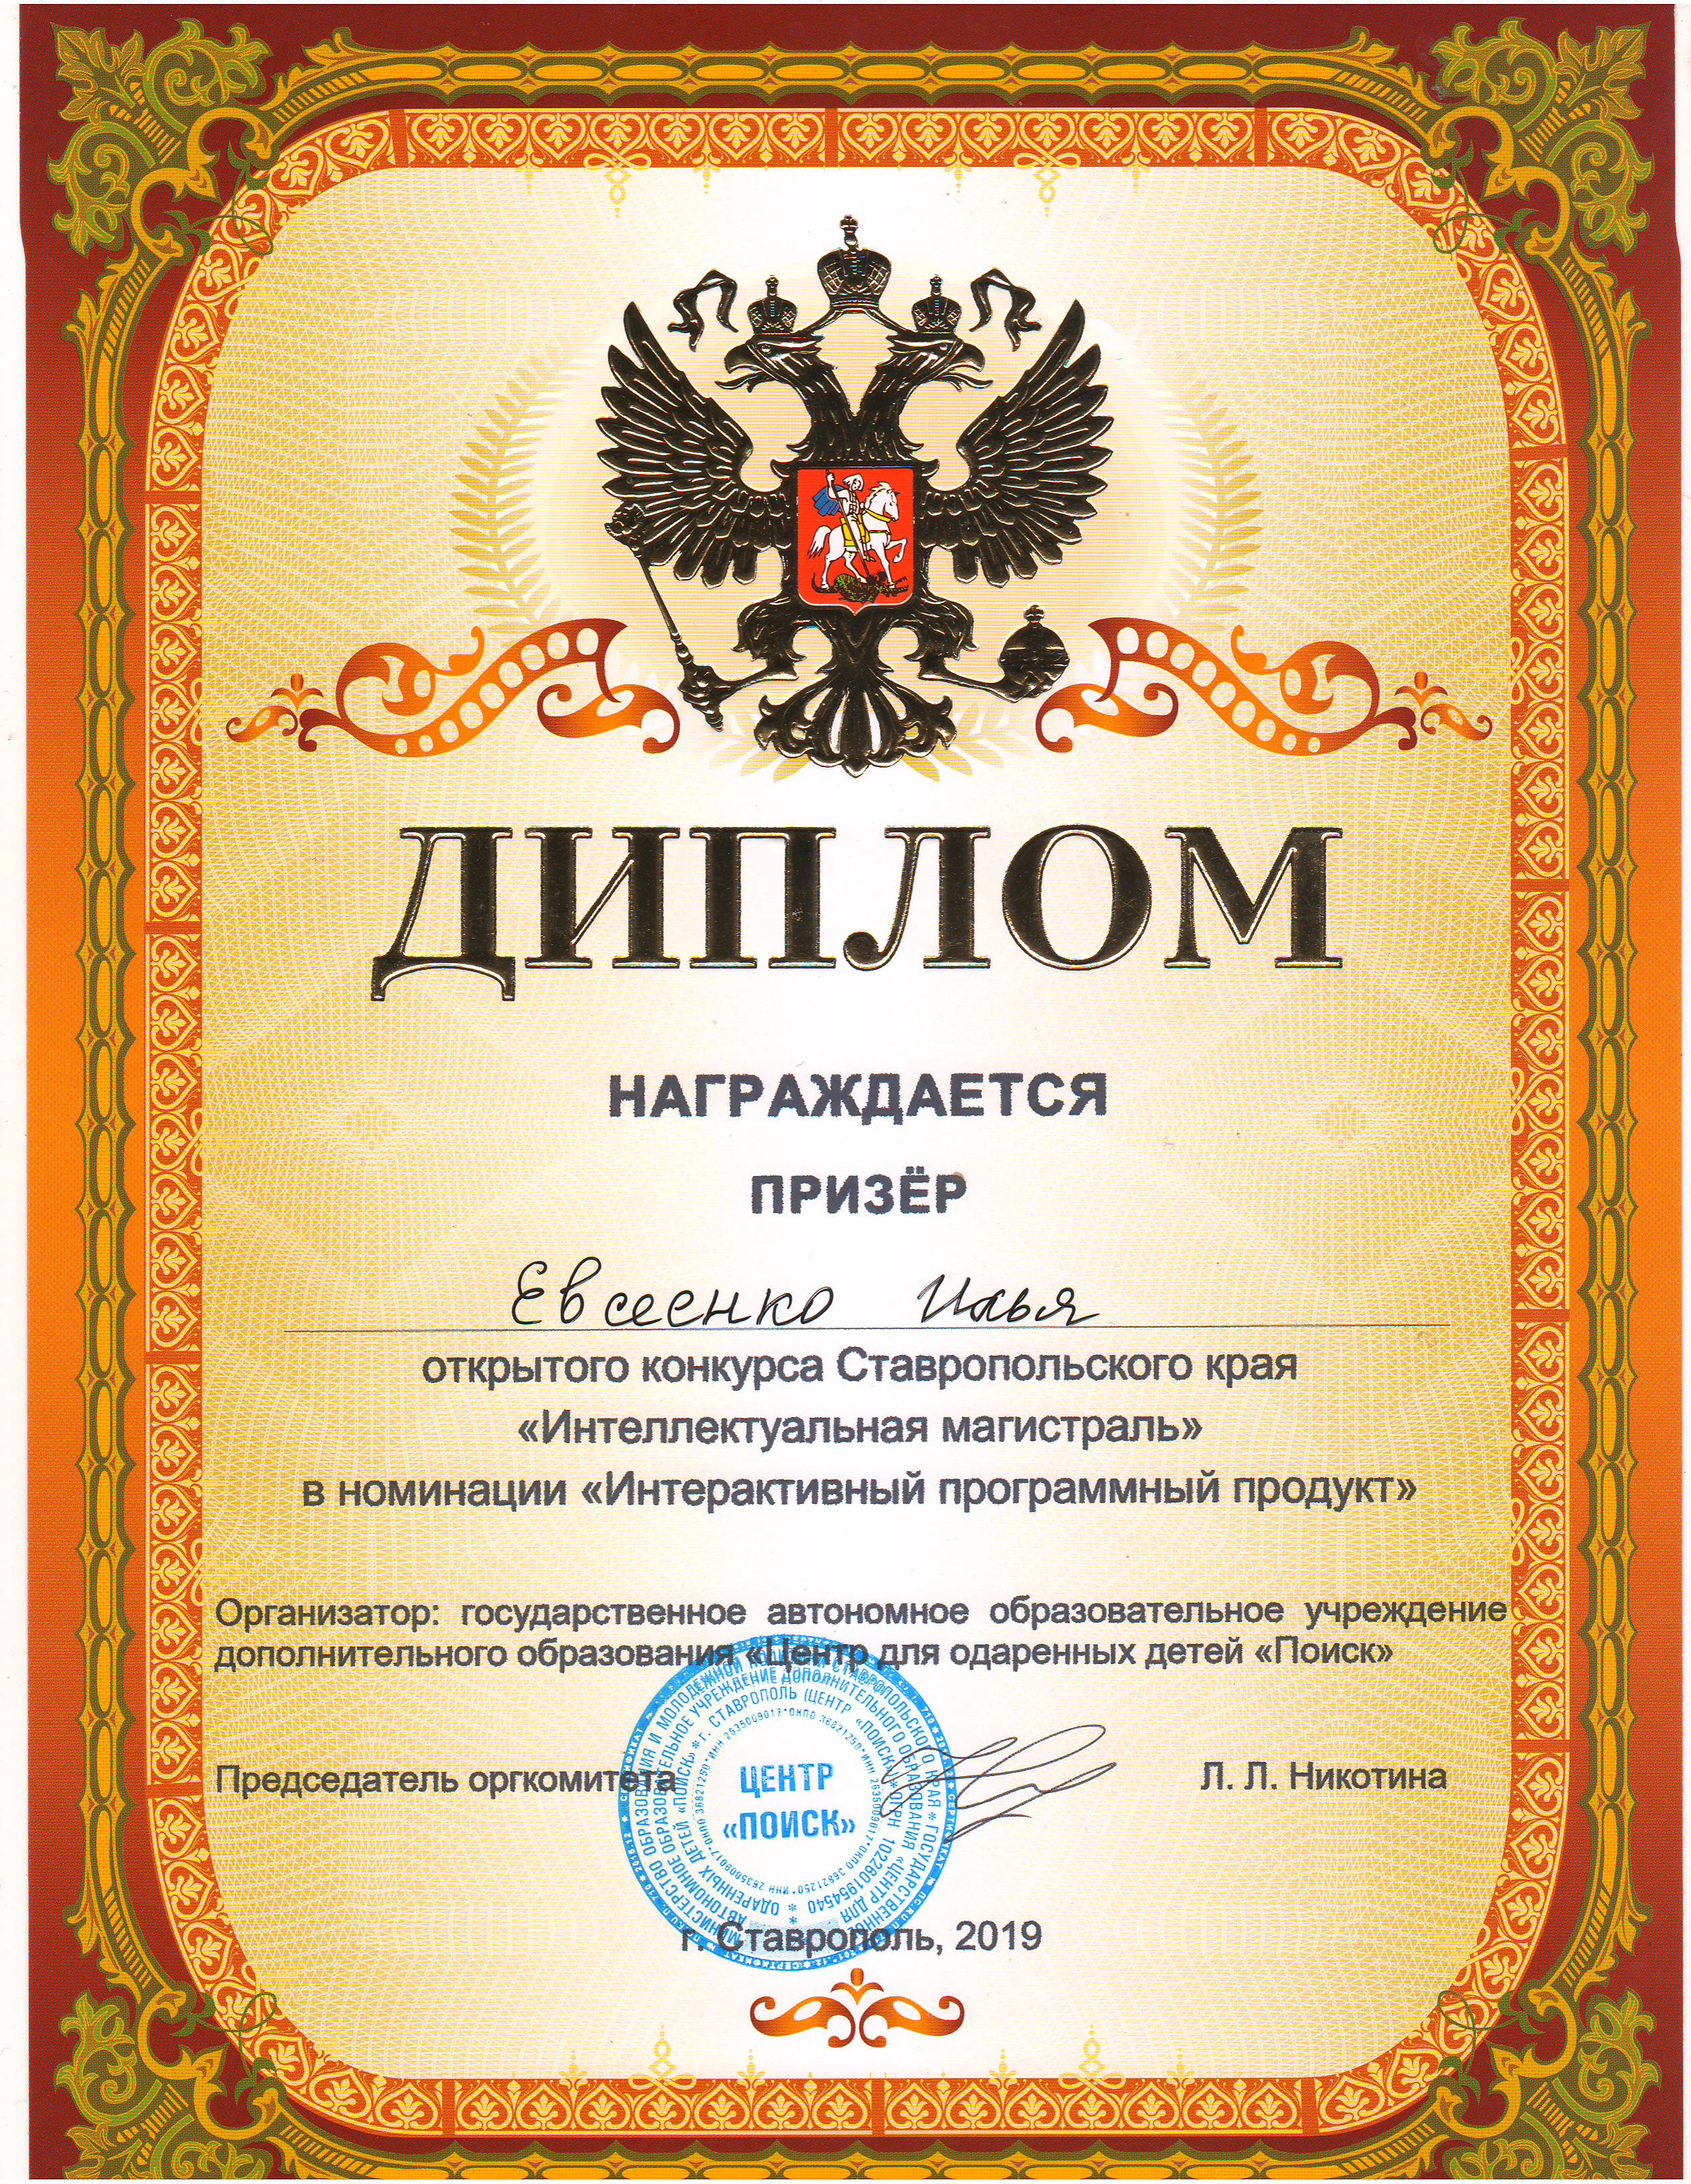 ДИПЛОМ
НАГРАЖДАЕТСЯ
ПРИЗЁР
Евсеенко Илья
открытого конкурса Ставропольского края
«Интеллектуальная магистраль»
в номинации «Интерактивный программный продукт»
Организатор: государственное автономное образовательное учреждение
дополнительного образования «Центр для одаренных детей «Поиск»
Председатель оргкомитета
Л. Л. Никотина
ЦЕНТР
«ПОИСК»
г. Ставрополь, 2019